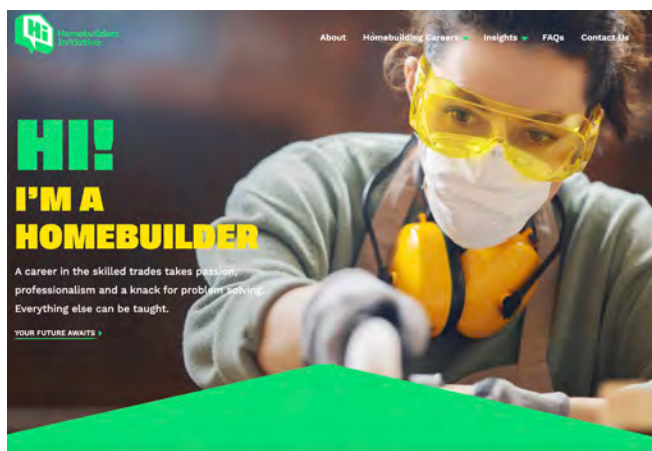 Hi
Homebuilders
Initiative
About Homebuilding Careers Insights FAQs Contact Us
HI!
I'M A
HOMEBUILDER
A career in the skilled trades takes passion,
professionalism and a knack for problem solving.
Everything else can be taught.
YOUR FUTURE AWAITS